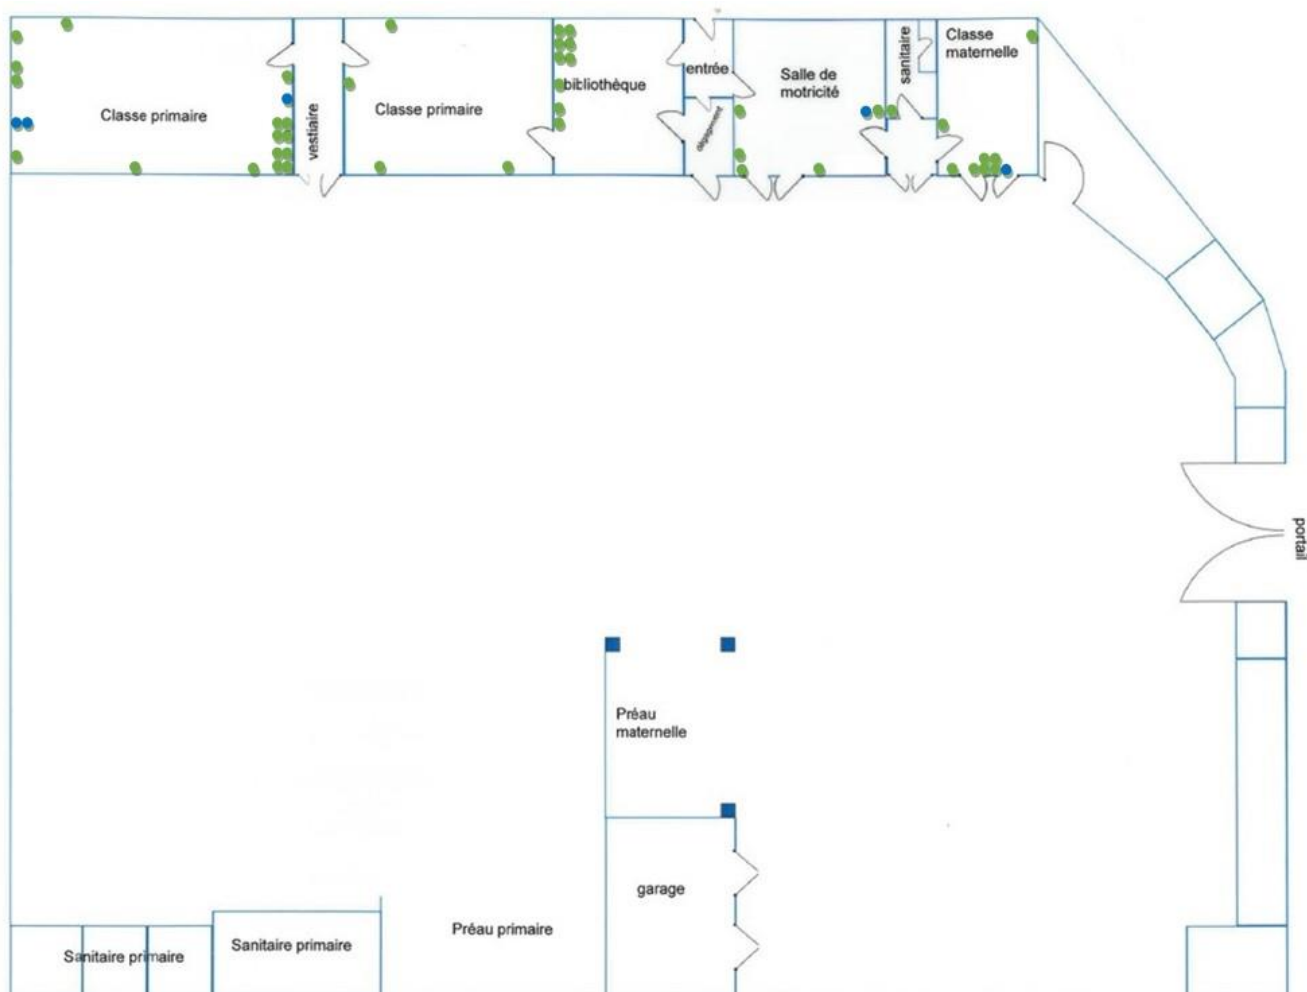 Classe primaire
vestiaire
Classe primaire
bibliothèque
entrée
dégagement
Salle de
motricité
sanitaire
Classe
maternelle
portail
Préau
maternelle
garage
Préau primaire
Sanitaire primaire
Sanitaire primaire